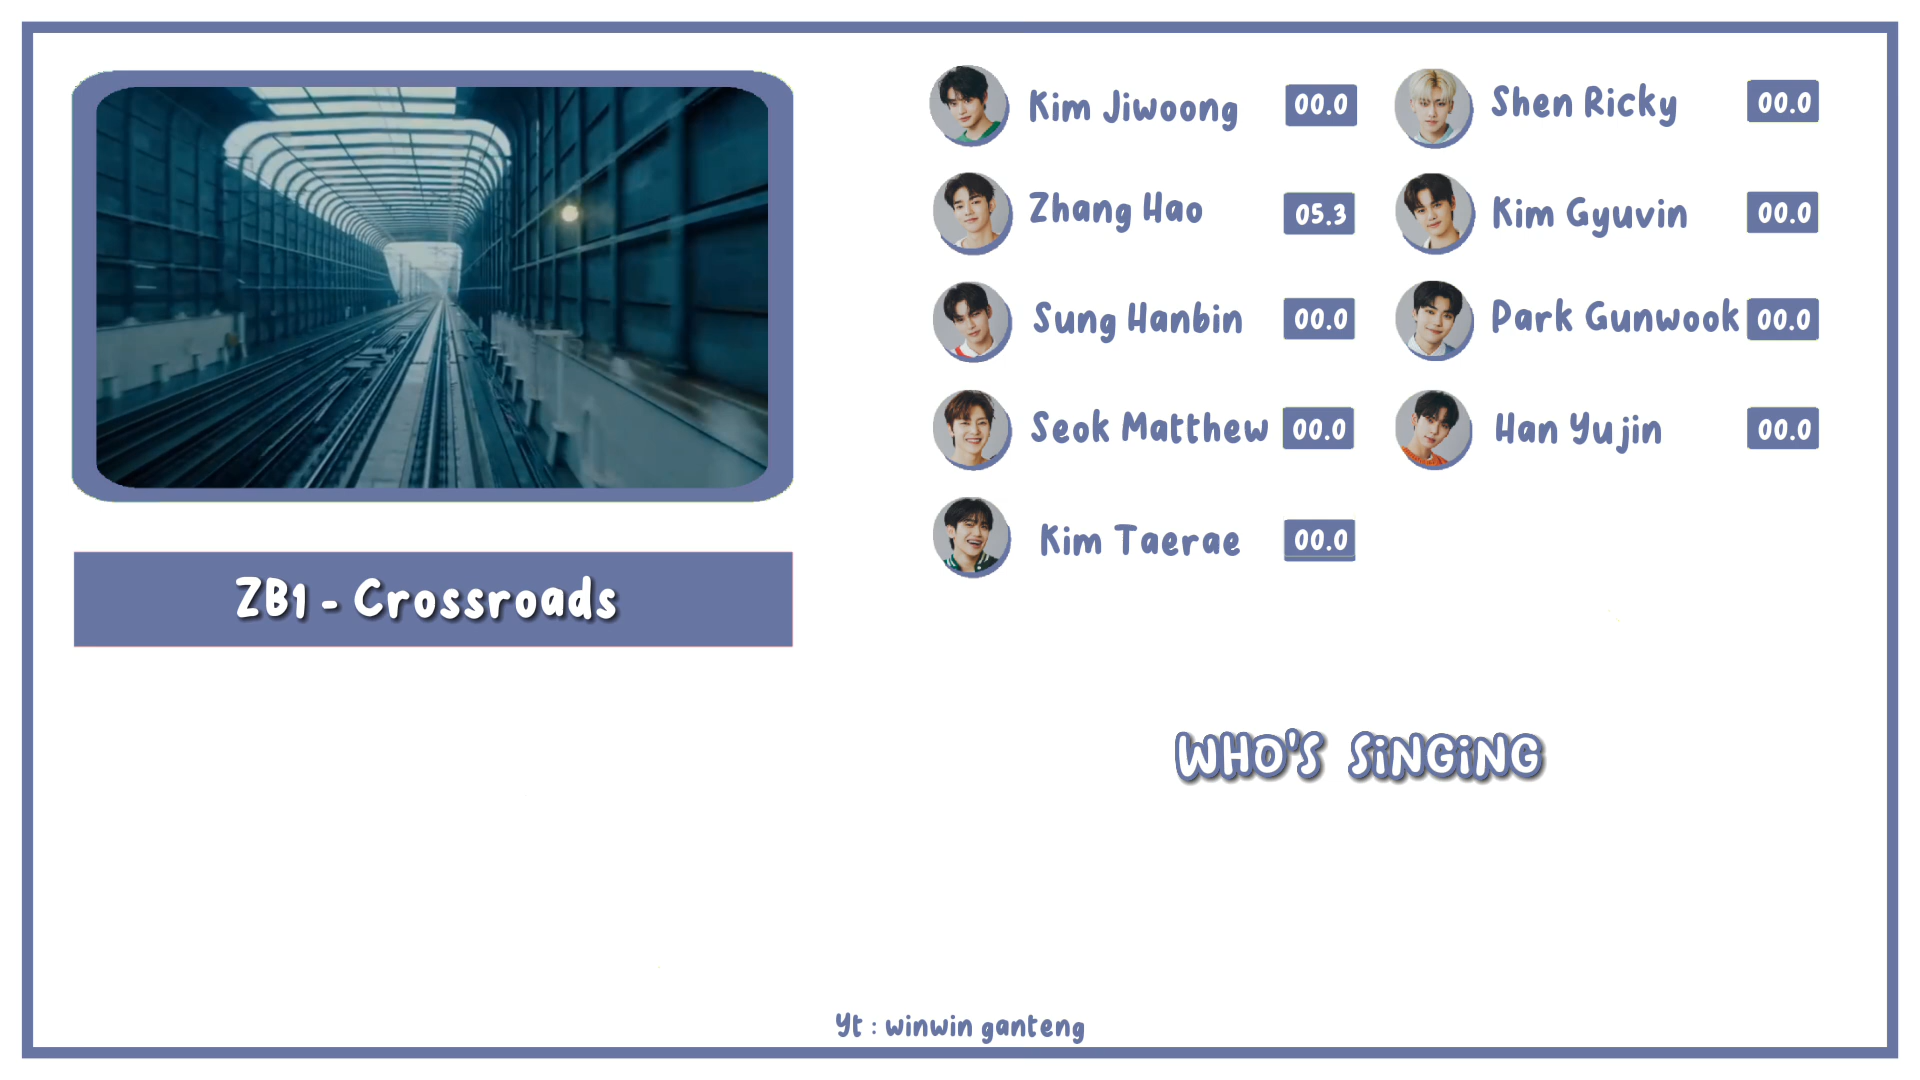 ZB1 - Crossroads
Kim Jiwoong 00.0
Zhang Hao 05.3
Sung Hanbin 00.0
Seok Matthew 00.0
Kim Taerae 00.0
Shen Ricky 00.0
Kim Gyuvin 00.0
Park Gunwook 00.0
Han Yujin 00.0
WHO'S SiNGiNG
Yt : winwin ganteng